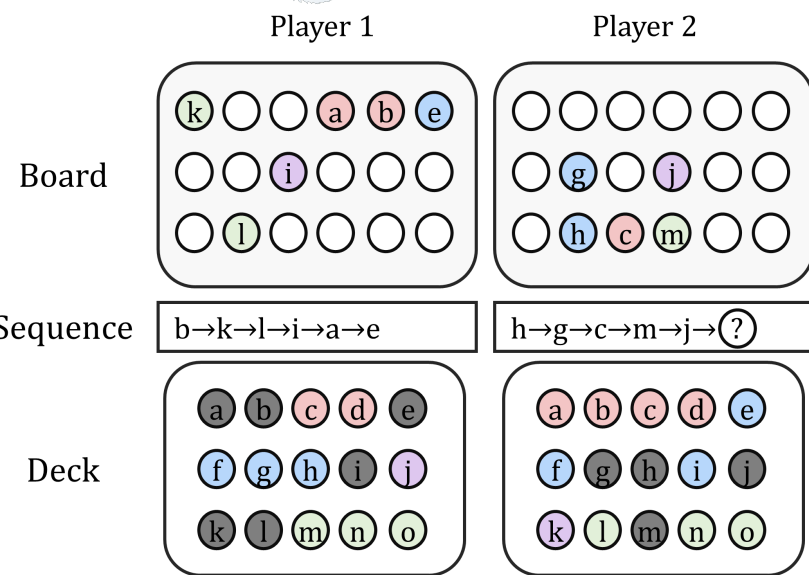 Player 1 Player 2
Board
k a b e
i g j
l h c m
Sequence b→k→l→i→a→e h→g→c→m→j→?
a b c d e a b c d e
Deck f g h i j f g h i j
k l m n o k l m n o